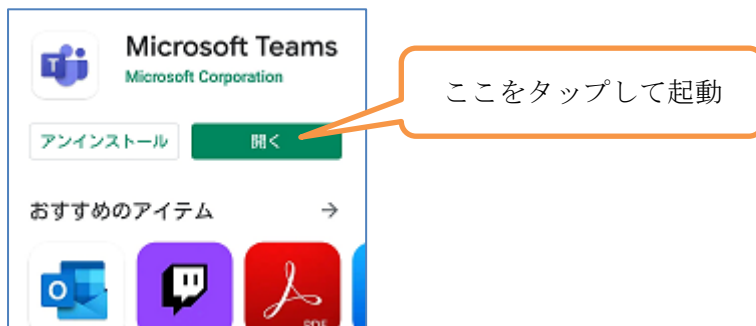 Microsoft Teams
Microsoft Corporation
ここをタップして起動
アンインストール 開く
おすすめのアイテム →
PDF